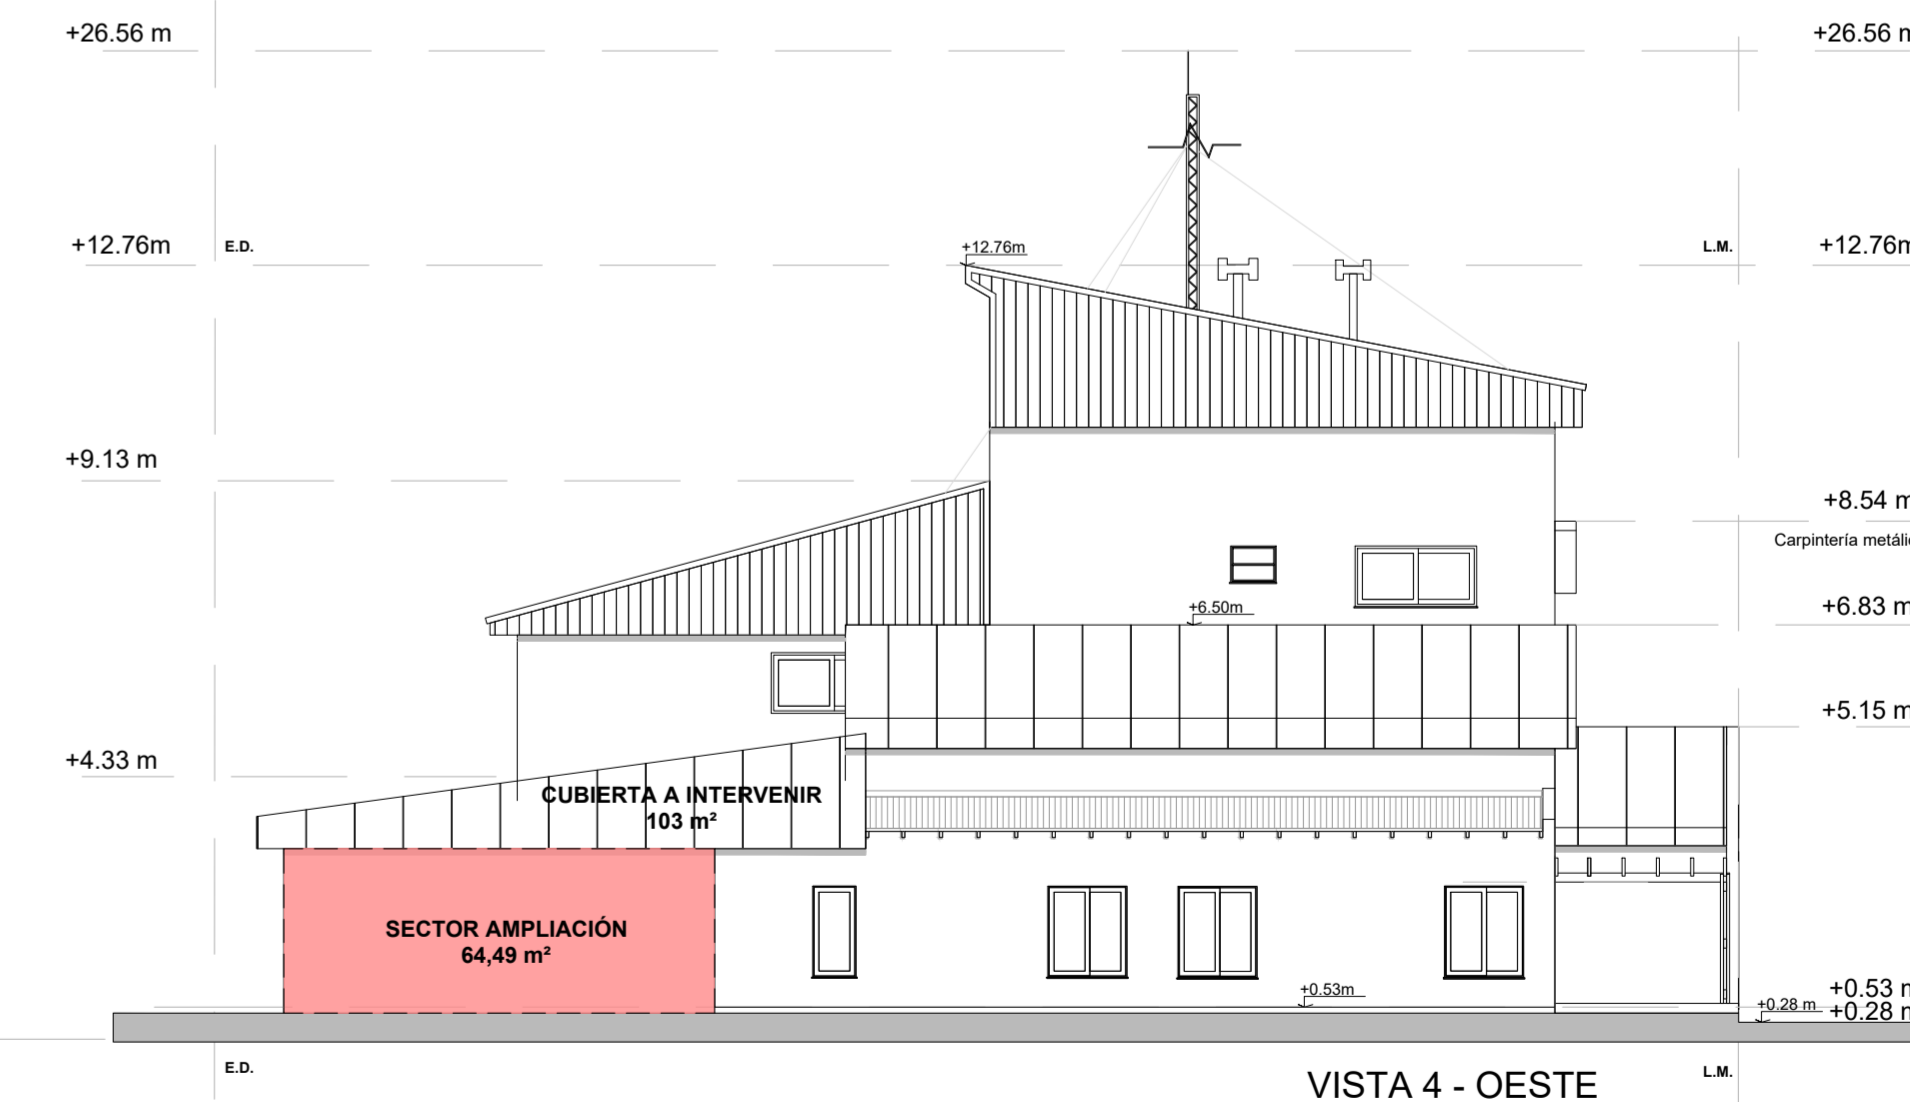 +26.56 m
+26.56 m
+12.76m
E.D.
+12.76m
L.M.
+12.76m
+9.13 m
+8.54 m
Carpintería metáli
+6.50m
+6.83 m
+5.15 m
+4.33 m
CUBIERTA A INTERVENIR
103 m²
SECTOR AMPLIACIÓN
64,49 m²
+0.53m
+0.53 m
+0.28 m
+0.28 m
E.D.
VISTA 4 - OESTE
L.M.